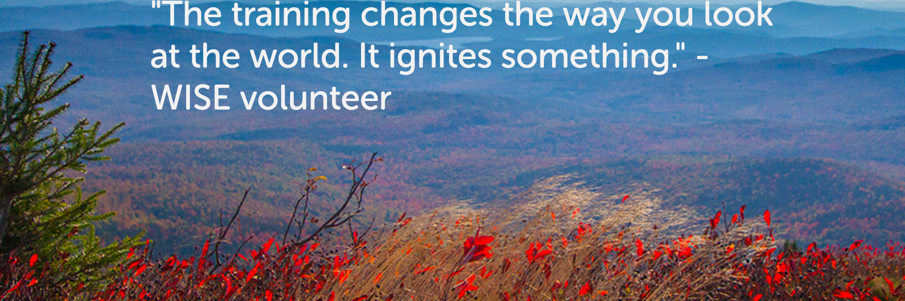 "The training changes the way you look
at the world. It ignites something." -
WISE volunteer